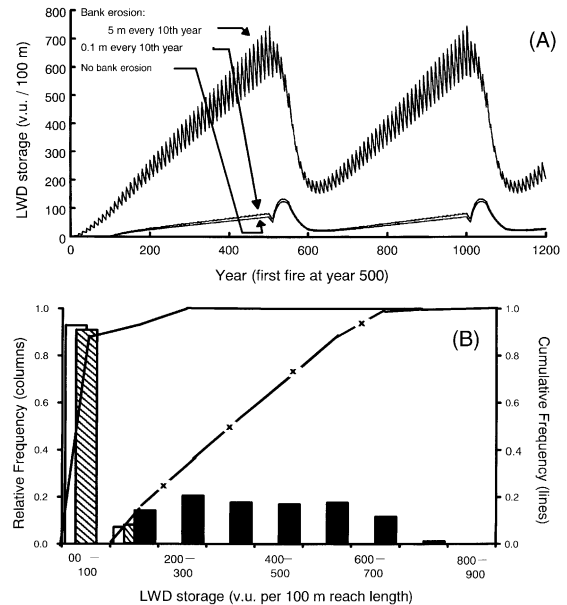 Bank erosion:
5 m every 10th year
0.1 m every 10th year
No bank erosion
(A)
LWD storage (v.u. / 100 m)
800
700
600
500
400
300
200
100
0
0 200 400 600 800 1000 1200
Year (first fire at year 500)
(B)
Relative Frequency (columns)
1.0
0.8
0.6
0.4
0.2
0.0
Cumulative Frequency (lines)
1.0
0.8
0.6
0.4
0.2
0.0
00— 200— 400— 600— 800—
100 300 500 700 900
LWD storage (v.u. per 100 m reach length)